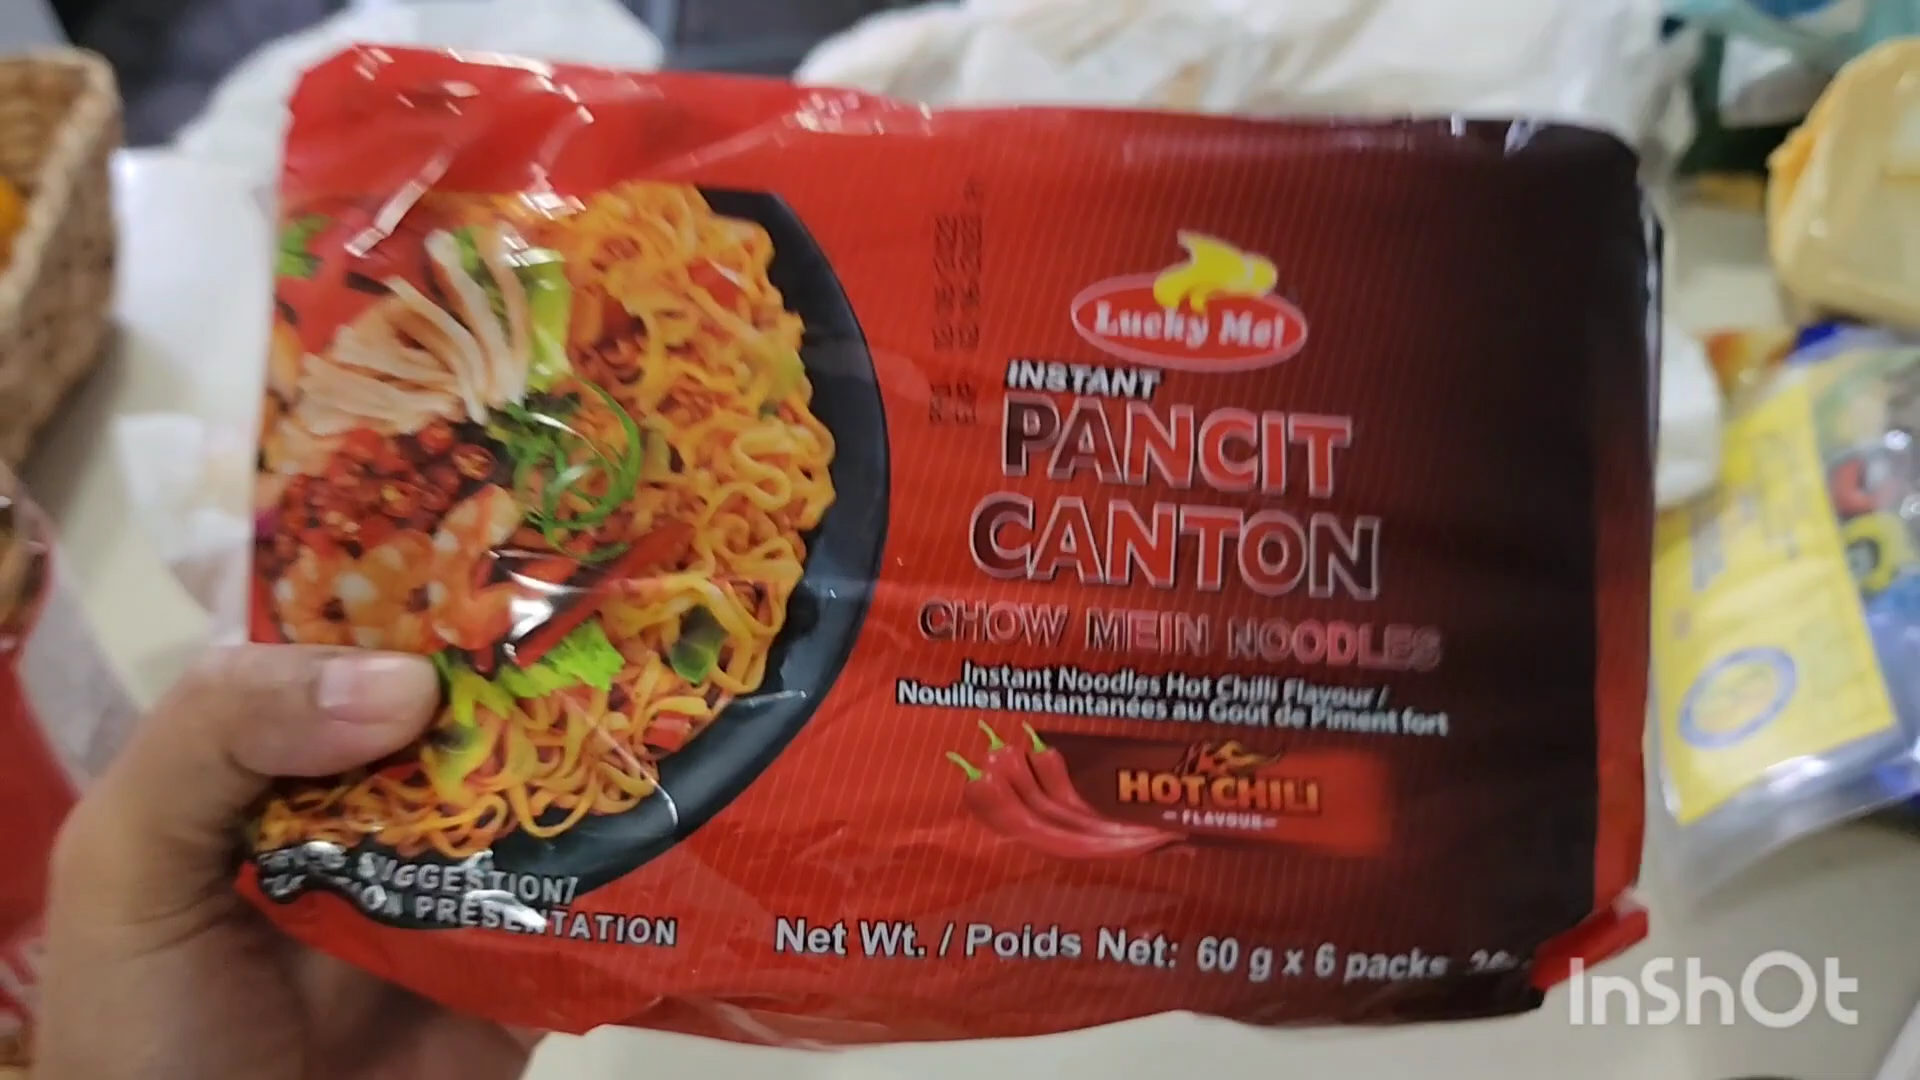 Lucky Me!
INSTANT
PANCIT
CANTON
CHOW MEIN NOODLES
Instant Noodles Hot Chilli Flavour /
Nouilles Instantanées au Goût de Piment fort
HOT CHILI
FLAVOUR
SUGGESTION/
PRESENTATION
Net Wt. / Poids Net: 60 g x 6 packs
InShOt